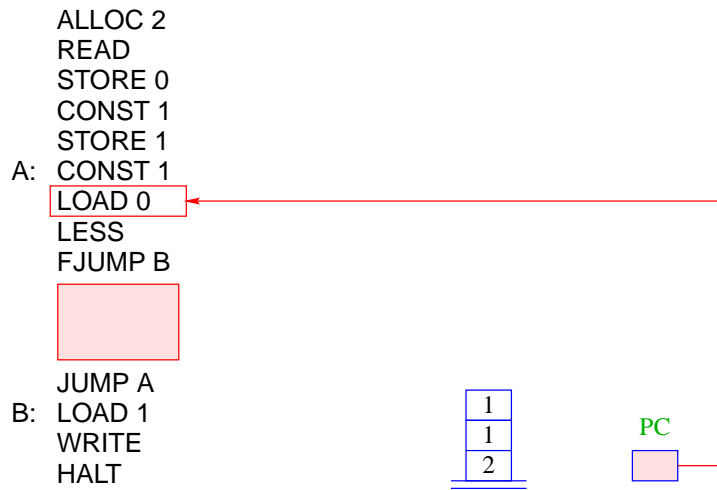 ALLOC 2
READ
STORE 0
CONST 1
STORE 1
A: CONST 1
LOAD 0
LESS
FJUMP B
JUMP A
B: LOAD 1
WRITE
HALT
1
1
2
PC